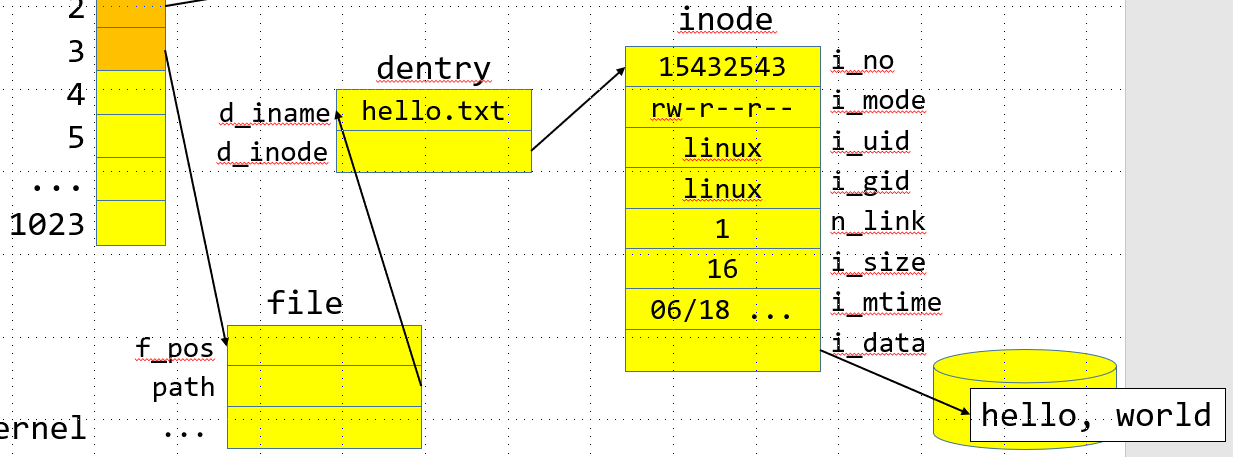 2
3
4
5
...
1023
dentry
d_iname
hello.txt
d_inode
inode
15432543
i_no
rw-r--r--
i_mode
linux
i_uid
linux
i_gid
1
n_link
16
i_size
06/18 ...
i_mtime
i_data
hello, world
file
f_pos
path
...
ernel